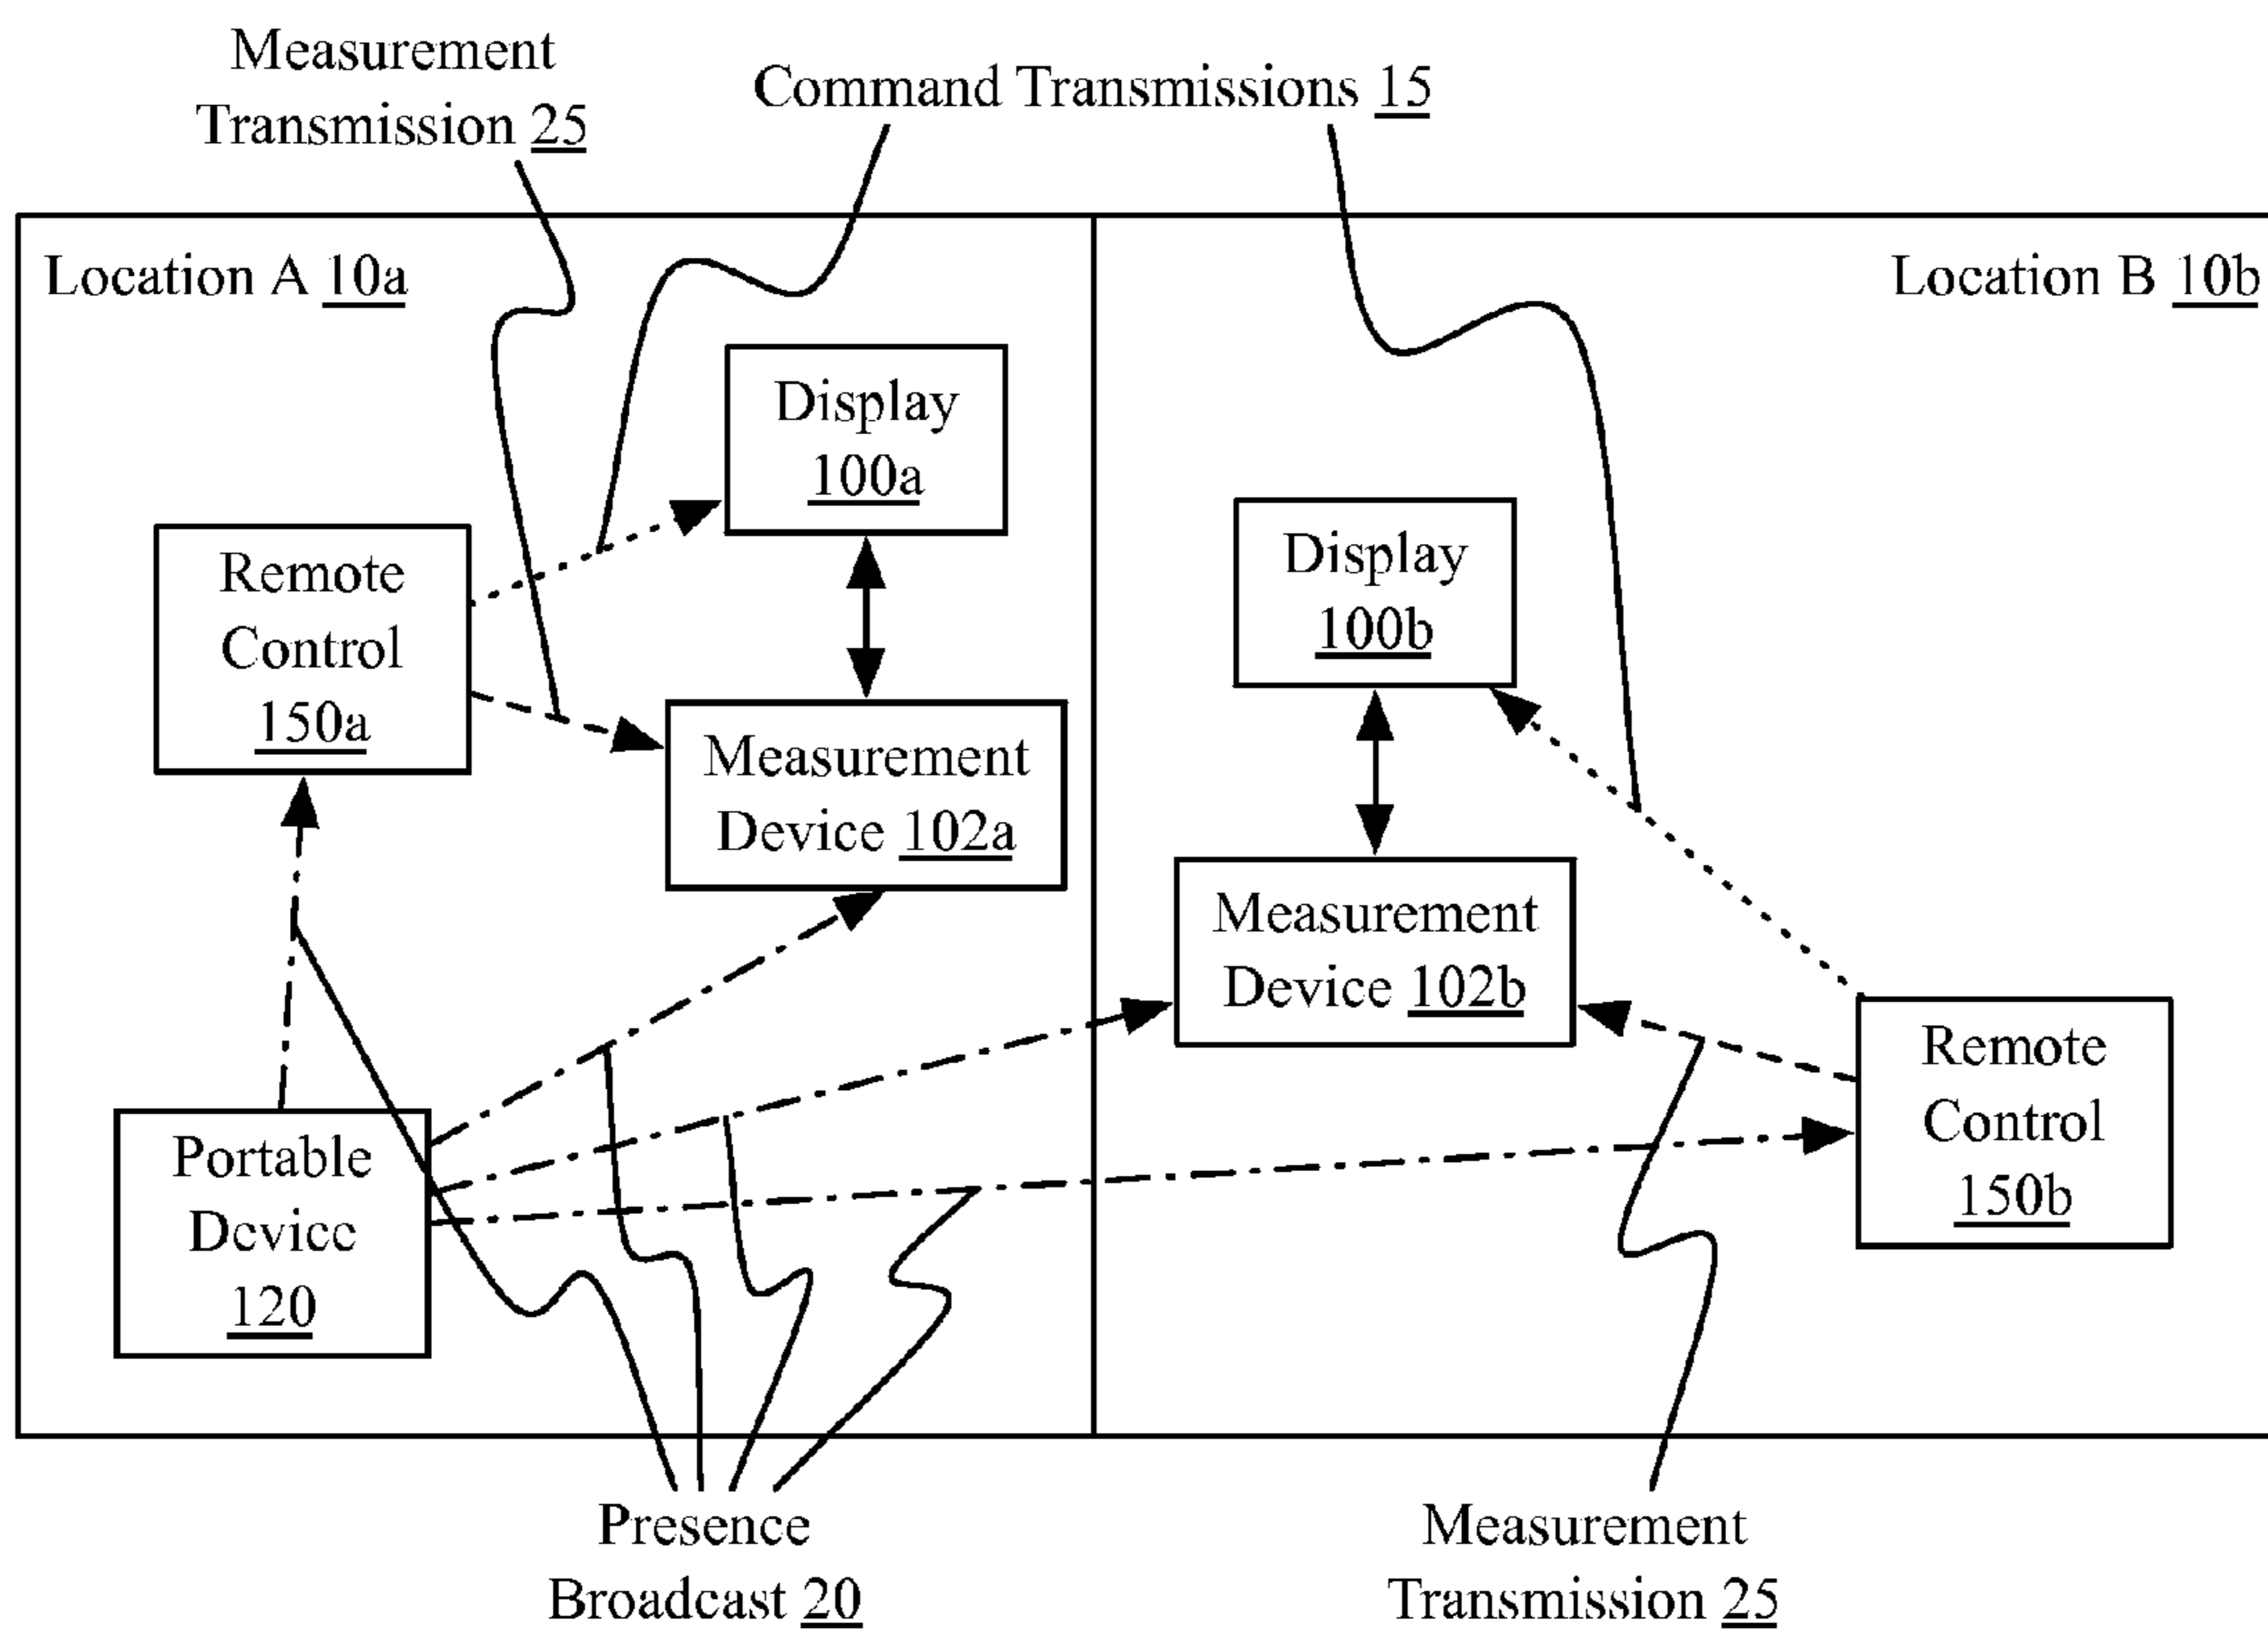 Measurement
Transmission 25
Command Transmissions 15
Location A 10a
Location B 10b
Display
100a
Remote
Control
150a
Display
100b
Measurement
Device 102a
Measurement
Device 102b
Remote
Control
150b
Portable
Device
120
Presence
Broadcast 20
Measurement
Transmission 25